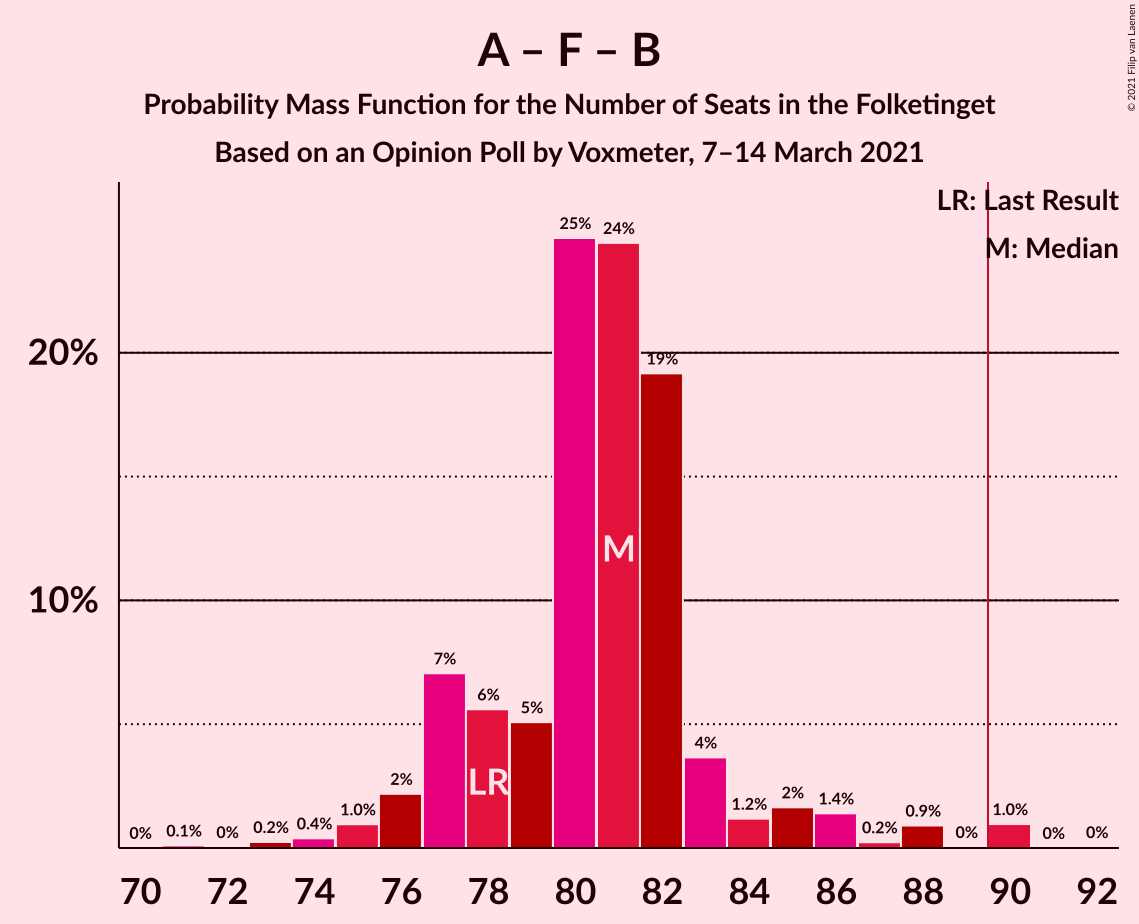 A – F – B
Probability Mass Function for the Number of Seats in the Folketinget
Based on an Opinion Poll by Voxmeter, 7–14 March 2021
© 2021 Filip van Laenen
LR: Last Result
M: Median
20%
10%
0%
0.1%
0%
0.2%
0.4%
1.0%
2%
7%
6%
5%
25%
24%
19%
4%
1.2%
2%
1.4%
0.2%
0.9%
0%
1.0%
0%
0%
LR
M
70 72 74 76 78 80 82 84 86 88 90 92